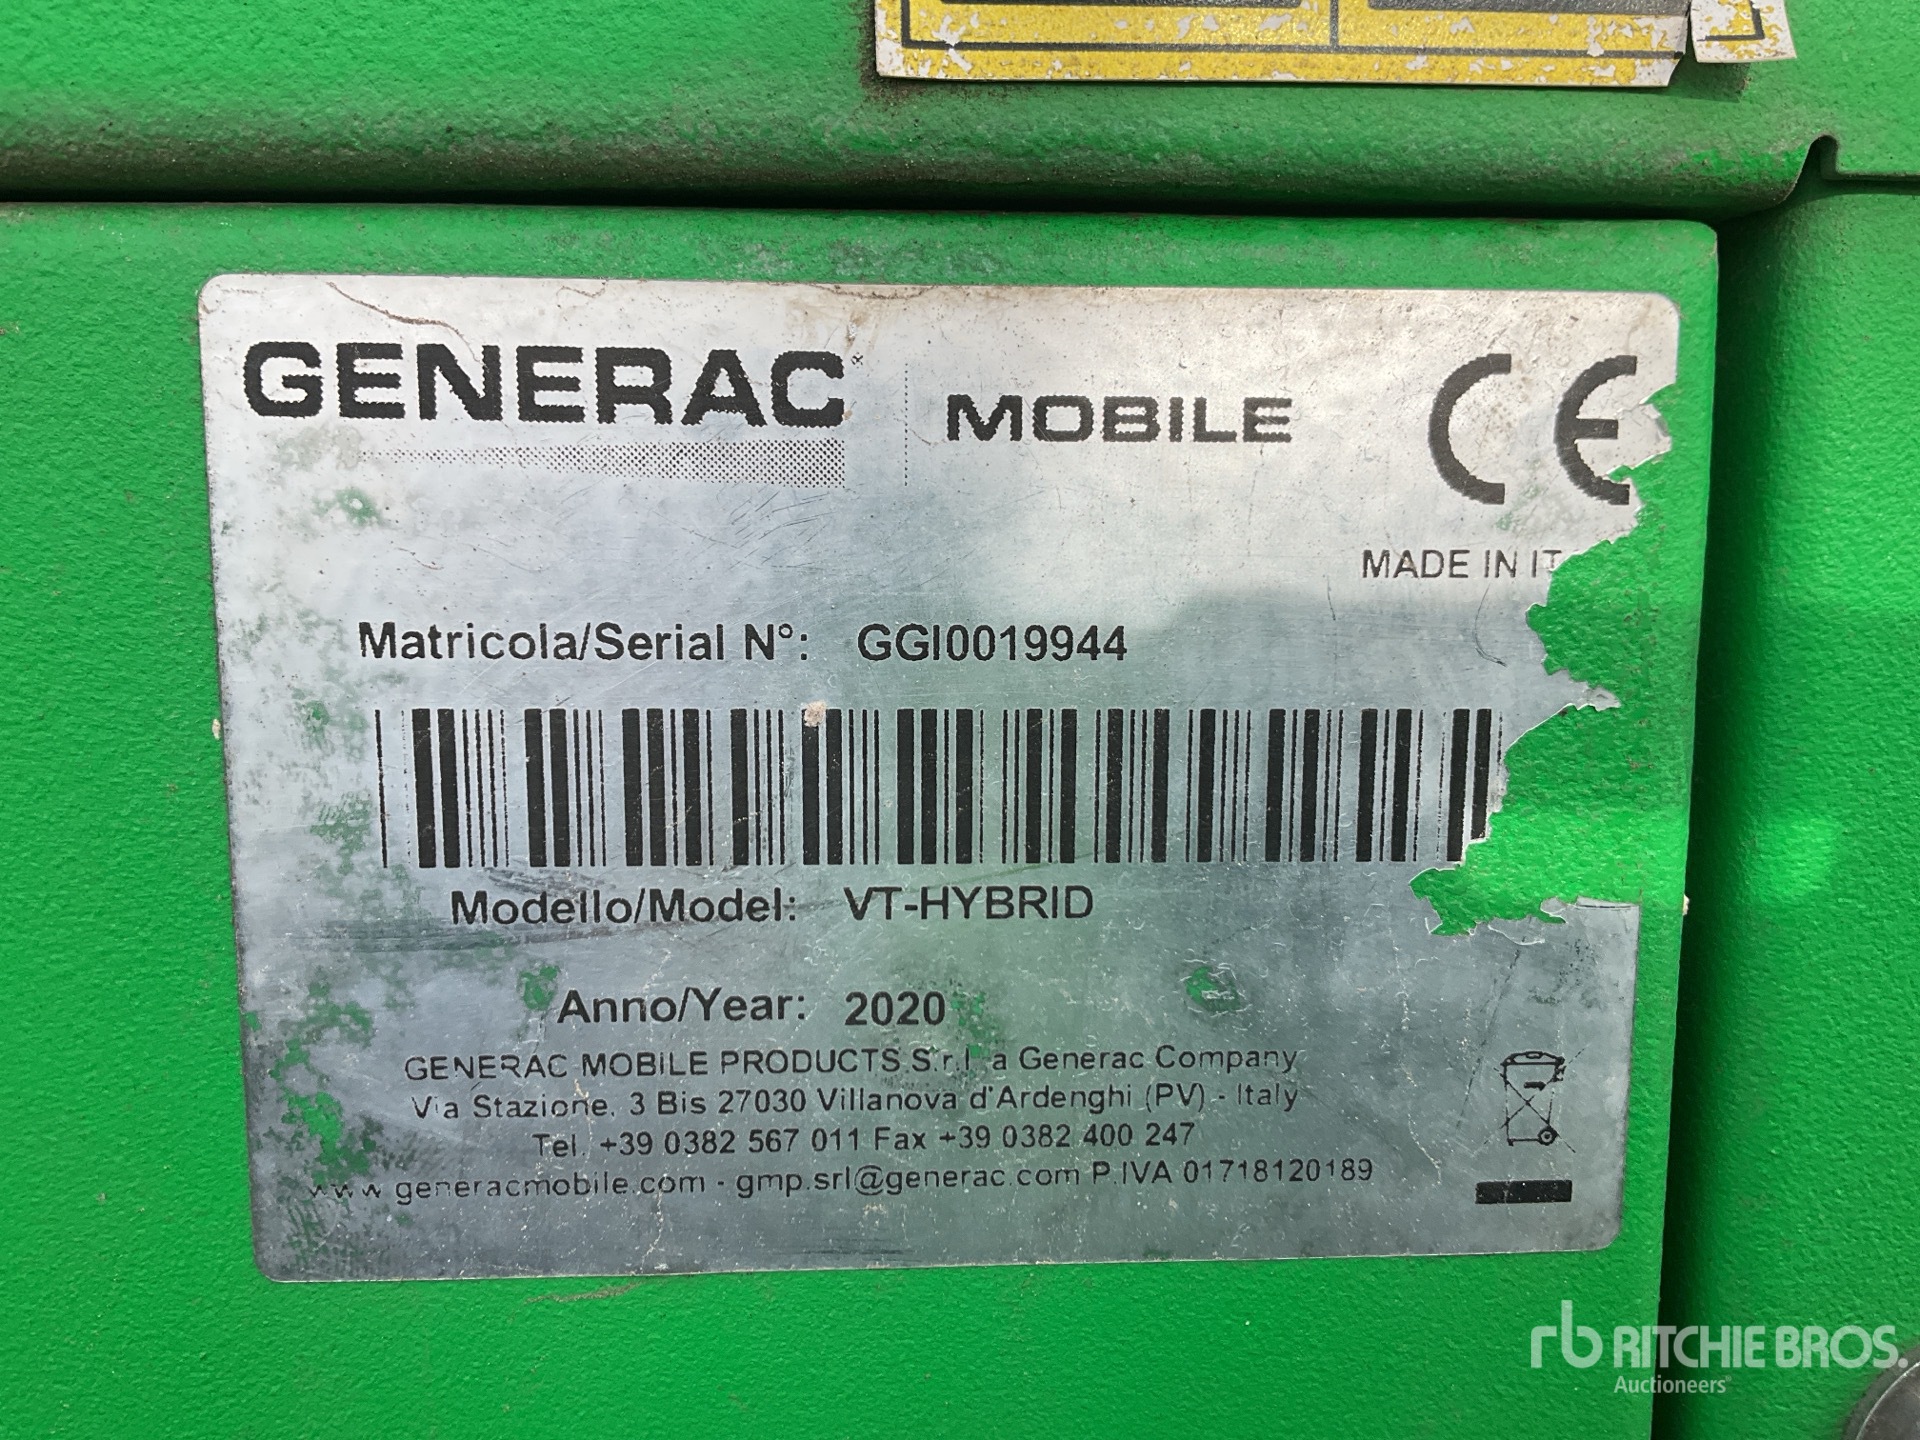 GENERAC® MOBILE CE
MADE IN IT
Matricola/Serial N°: GGI0019944
Modello/Model: VT-HYBRID
Anno/Year: 2020
GENERAC MOBILE PRODUCTS S.r.l. a Generac Company
Via Stazione, 3 Bis 27030 Villanova d'Ardenghi (PV) - Italy
Tel. +39 0382 567 011 Fax +39 0382 400 247
www.generacmobile.com - gmp.srl@generac.com P.IVA 01718120189
rb RITCHIE BROS.
Auctioneers